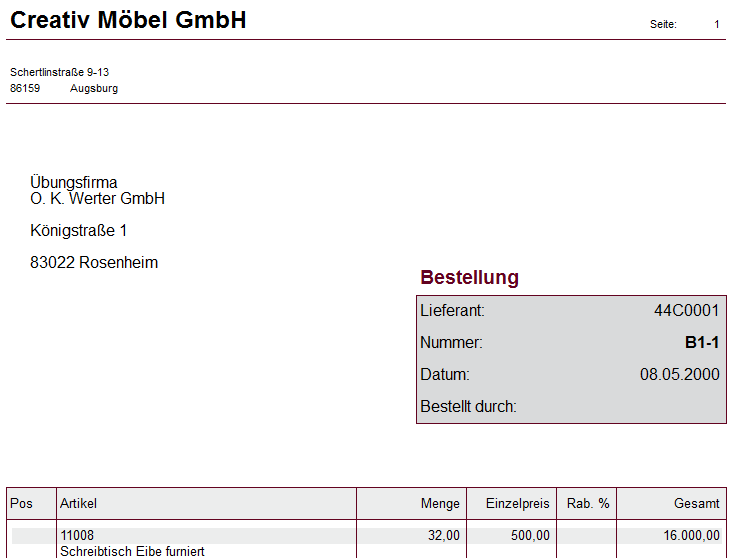 Creativ Möbel GmbH
Seite: 1
Schertlinstraße 9-13
86159 Augsburg
Übungsfirma
O. K. Werter GmbH
Königstraße 1
83022 Rosenheim
Bestellung
Lieferant: 44C0001
Nummer: B1-1
Datum: 08.05.2000
Bestellt durch:
Pos Artikel Menge Einzelpreis Rab. % Gesamt
11008 32,00 500,00 16.000,00
Schreibtisch Eibe furniert